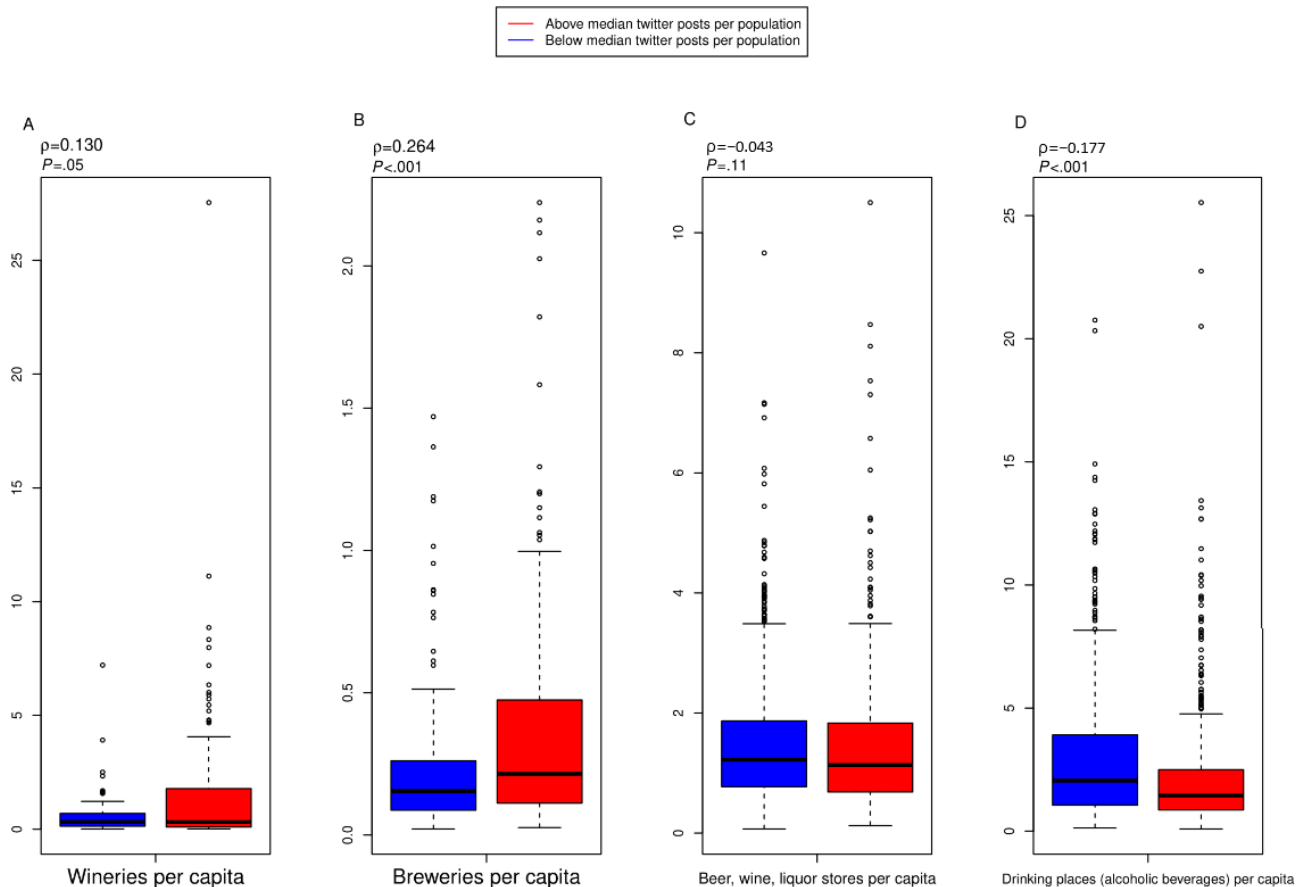 Above median twitter posts per population
Below median twitter posts per population
A
ρ=0.130
P=.05
0
5
10
15
20
25
Wineries per capita
B
ρ=0.264
P<.001
0.0
0.5
1.0
1.5
2.0
Breweries per capita
C
ρ=−0.043
P=.11
0
2
4
6
8
10
Beer, wine, liquor stores per capita
D
ρ=−0.177
P<.001
0
5
10
15
20
25
Drinking places (alcoholic beverages) per capita